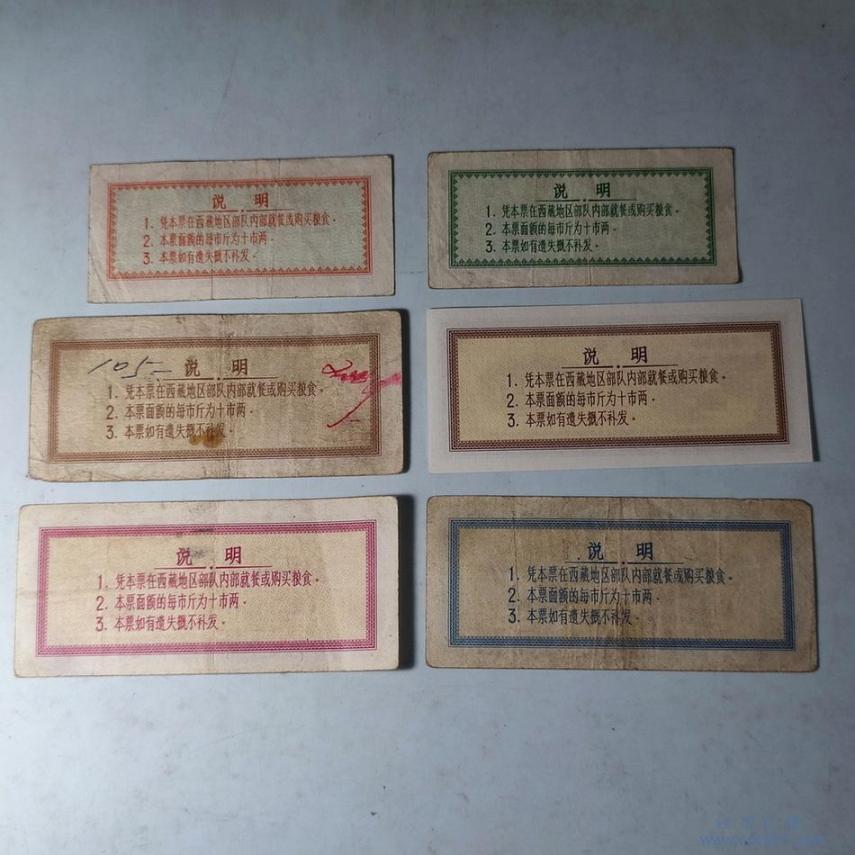 说 明
1. 凭本票在西藏地区部队内部就餐或购买粮食.
2. 本票面额的每市斤为十市两.
3. 本票如有遗失概不补发.
说 明
1. 凭本票在西藏地区部队内部就餐或购买粮食.
2. 本票面额的每市斤为十市两.
3. 本票如有遗失概不补发.
105-
说 明
1. 凭本票在西藏地区部队内部就餐或购买粮食.
2. 本票面额的每市斤为十市两.
3. 本票如有遗失概不补发.
说 明
1. 凭本票在西藏地区部队内部就餐或购买粮食.
2. 本票面额的每市斤为十市两.
3. 本票如有遗失概不补发.
说 明
1. 凭本票在西藏地区部队内部就餐或购买粮食.
2. 本票面额的每市斤为十市两.
3. 本票如有遗失概不补发.
说 明
1. 凭本票在西藏地区部队内部就餐或购买粮食.
2. 本票面额的每市斤为十市两.
3. 本票如有遗失概不补发.